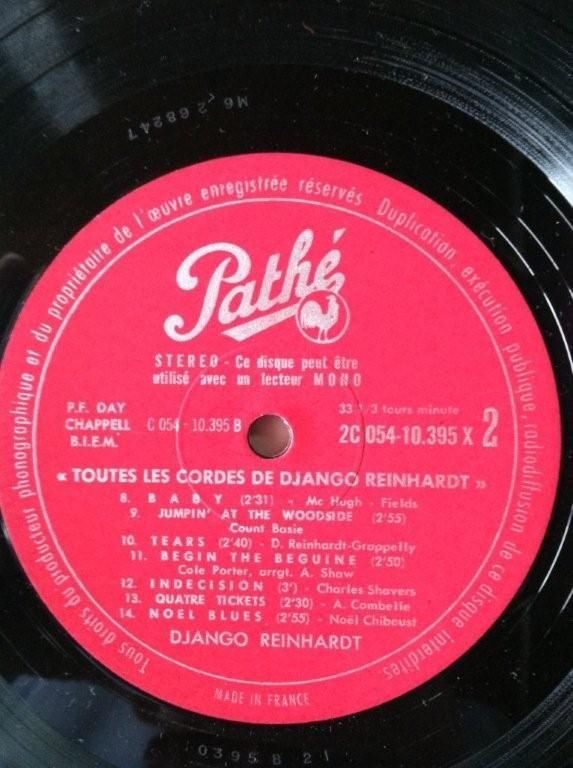 M6 268247
Tous droits du producteur phonographique et du propriétaire de l'œuvre enregistrée réservés Duplication, exécution publique, radiodiffusion de ce disque interdites.
Pathé
STEREO - Ce disque peut être
utilisé avec un lecteur MONO
P.F. DAY
CHAPPELL
B.I.E.M.
C 054 - 10.395 B
33 1/3 tours minute
2C 054-10.395 X 2
« TOUTES LES CORDES DE DJANGO REINHARDT »
8. BABY (2'31) - Mc Hugh - Fields
9. JUMPIN' AT THE WOODSIDE (2'55)
Count Basie
10. TEARS (2'40) - D. Reinhardt-Grappelly
11. BEGIN THE BEGUINE (2'50)
Cole Porter, arrgt. A. Shaw
12. INDECISION (3') - Charles Shavers
13. QUATRE TICKETS (2'30) - A. Combelle
14. NOEL BLUES (2'55) - Noël Chiboust
DJANGO REINHARDT
MADE IN FRANCE
0395 B 21